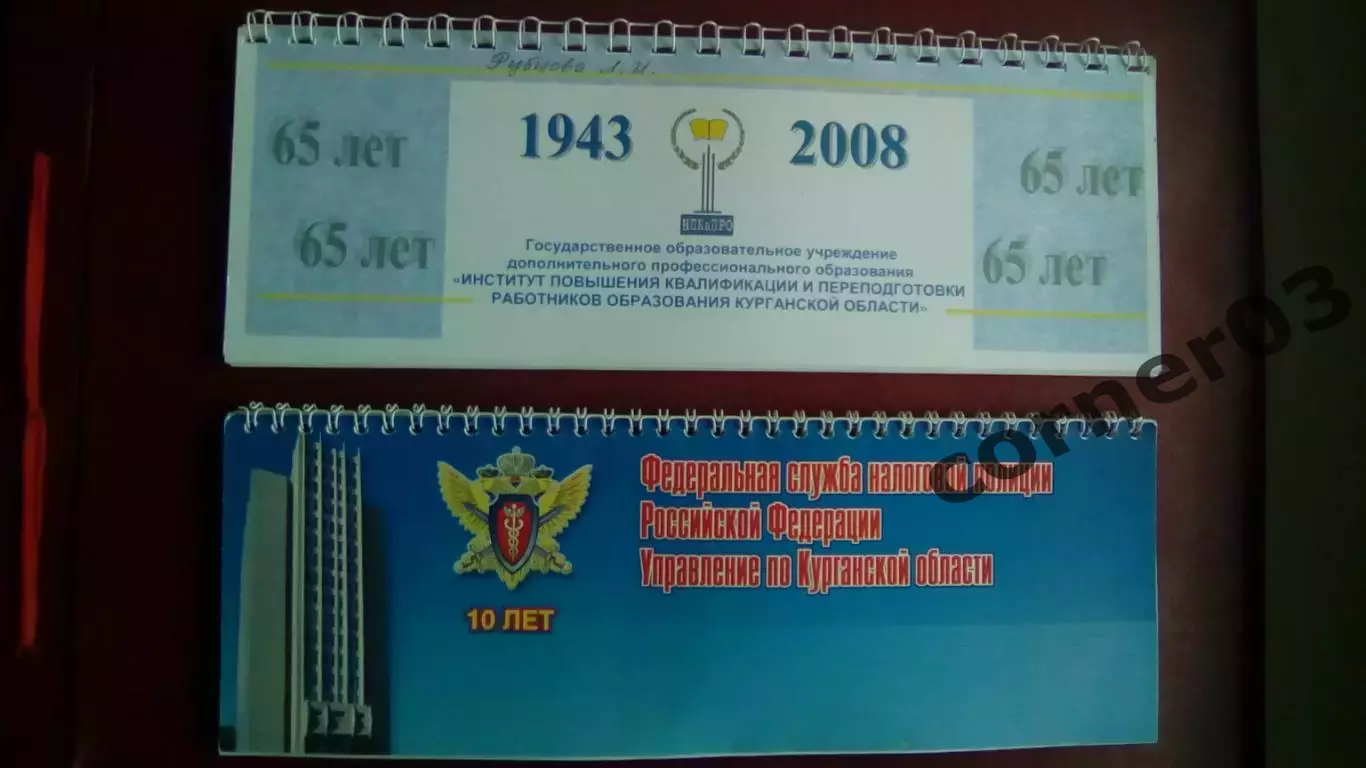 Рубцова Л.И.
1943 2008
65 лет
65 лет
65 лет
65 лет
ИПКиПРО
Государственное образовательное учреждение
дополнительного профессионального образования
«ИНСТИТУТ ПОВЫШЕНИЯ КВАЛИФИКАЦИИ И ПЕРЕПОДГОТОВКИ
РАБОТНИКОВ ОБРАЗОВАНИЯ КУРГАНСКОЙ ОБЛАСТИ»
Федеральная служба налоговой полиции
Российской Федерации
Управление по Курганской области
10 ЛЕТ
corner03